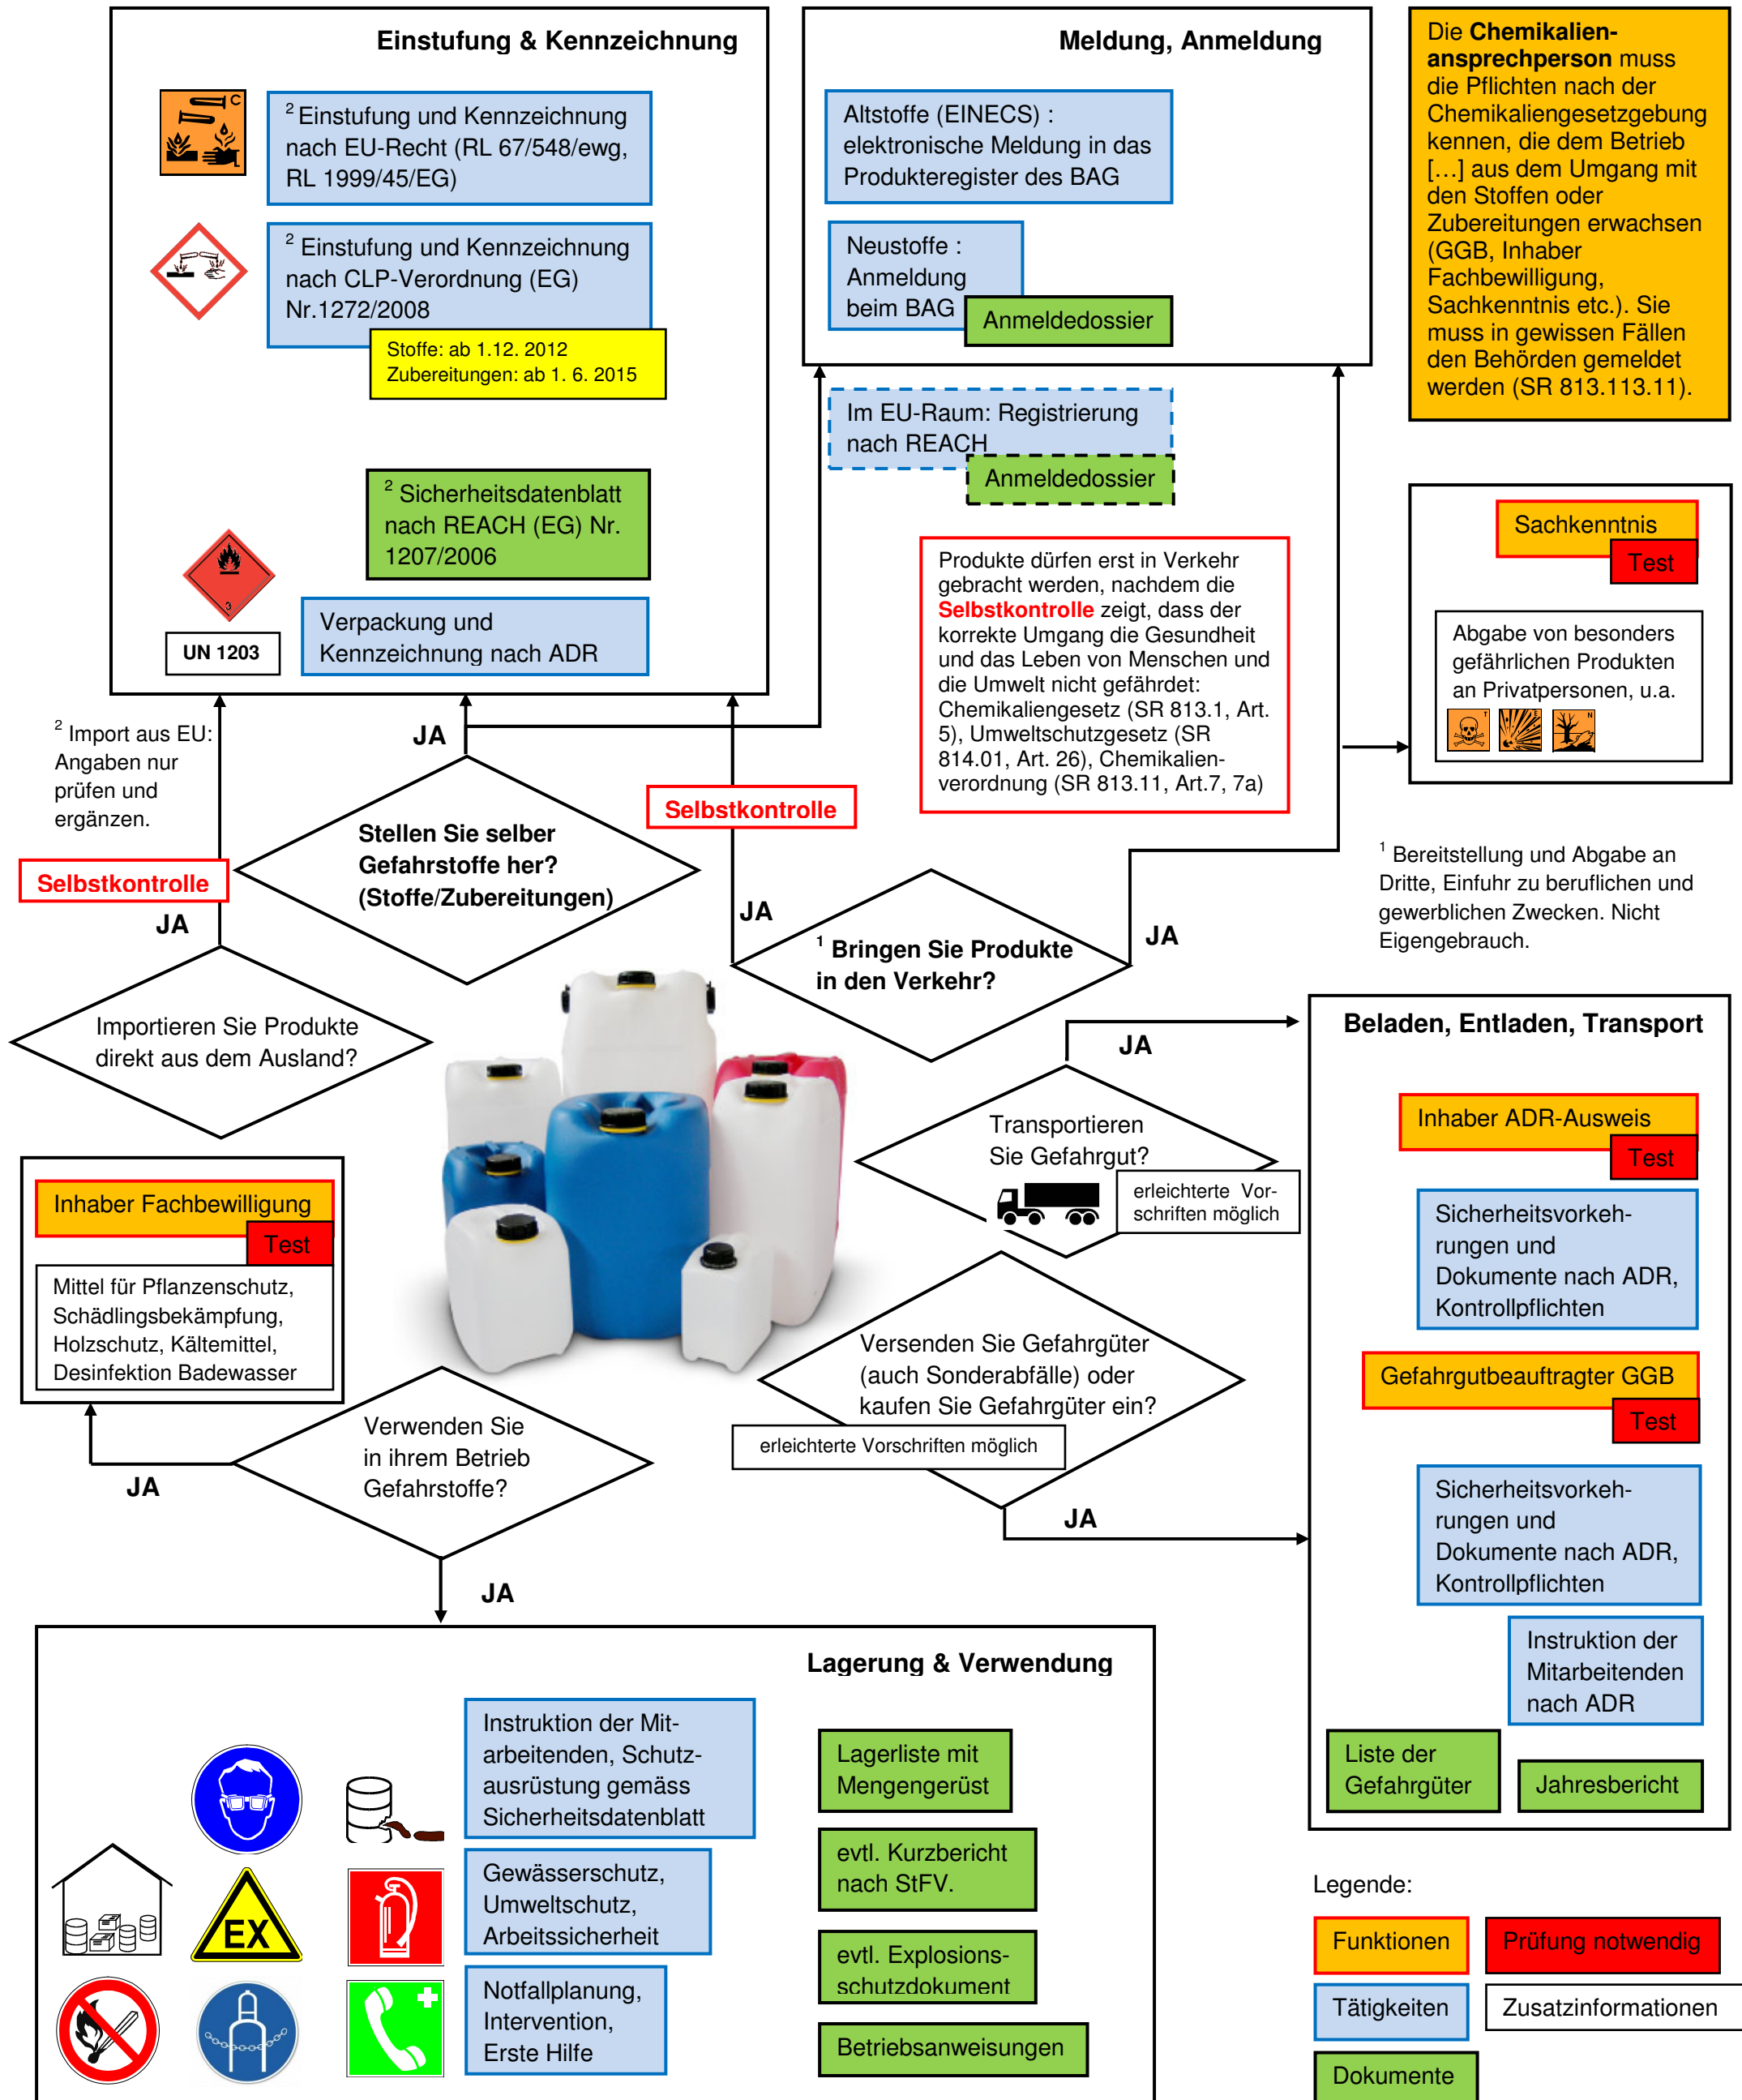 Einstufung & Kennzeichnung
C
2 Einstufung und Kennzeichnung
nach EU-Recht (RL 67/548/ewg,
RL 1999/45/EG)
2 Einstufung und Kennzeichnung
nach CLP-Verordnung (EG)
Nr.1272/2008
Stoffe: ab 1.12. 2012
Zubereitungen: ab 1. 6. 2015
2 Sicherheitsdatenblatt
nach REACH (EG) Nr.
1207/2006
3
UN 1203
Verpackung und
Kennzeichnung nach ADR
Meldung, Anmeldung
Altstoffe (EINECS) :
elektronische Meldung in das
Produkteregister des BAG
Neustoffe :
Anmeldung
beim BAG
Anmeldedossier
Im EU-Raum: Registrierung
nach REACH
Anmeldedossier
Die Chemikalien-
ansprechperson muss
die Pflichten nach der
Chemikaliengesetzgebung
kennen, die dem Betrieb
[…] aus dem Umgang mit
den Stoffen oder
Zubereitungen erwachsen
(GGB, Inhaber
Fachbewilligung,
Sachkenntnis etc.). Sie
muss in gewissen Fällen
den Behörden gemeldet
werden (SR 813.113.11).
Produkte dürfen erst in Verkehr
gebracht werden, nachdem die
Selbstkontrolle zeigt, dass der
korrekte Umgang die Gesundheit
und das Leben von Menschen und
die Umwelt nicht gefährdet:
Chemikaliengesetz (SR 813.1, Art.
5), Umweltschutzgesetz (SR
814.01, Art. 26), Chemikalien-
verordnung (SR 813.11, Art.7, 7a)
Sachkenntnis
Test
Abgabe von besonders
gefährlichen Produkten
an Privatpersonen, u.a.
T
E
N
2 Import aus EU:
Angaben nur
prüfen und
ergänzen.
JA
Selbstkontrolle
Selbstkontrolle
JA
Stellen Sie selber
Gefahrstoffe her?
(Stoffe/Zubereitungen)
JA
1 Bringen Sie Produkte
in den Verkehr?
JA
1 Bereitstellung und Abgabe an
Dritte, Einfuhr zu beruflichen und
gewerblichen Zwecken. Nicht
Eigengebrauch.
Importieren Sie Produkte
direkt aus dem Ausland?
JA
Transportieren
Sie Gefahrgut?
erleichterte Vor-
schriften möglich
Beladen, Entladen, Transport
Inhaber ADR-Ausweis
Test
Sicherheitsvorkeh-
rungen und
Dokumente nach ADR,
Kontrollpflichten
Gefahrgutbeauftragter GGB
Test
Sicherheitsvorkeh-
rungen und
Dokumente nach ADR,
Kontrollpflichten
Instruktion der
Mitarbeitenden
nach ADR
Liste der
Gefahrgüter
Jahresbericht
Inhaber Fachbewilligung
Test
Mittel für Pflanzenschutz,
Schädlingsbekämpfung,
Holzschutz, Kältemittel,
Desinfektion Badewasser
JA
Verwenden Sie
in ihrem Betrieb
Gefahrstoffe?
JA
Versenden Sie Gefahrgüter
(auch Sonderabfälle) oder
kaufen Sie Gefahrgüter ein?
erleichterte Vorschriften möglich
JA
Lagerung & Verwendung
EX
Instruktion der Mit-
arbeitenden, Schutz-
ausrüstung gemäss
Sicherheitsdatenblatt
Gewässerschutz,
Umweltschutz,
Arbeitssicherheit
Notfallplanung,
Intervention,
Erste Hilfe
Lagerliste mit
Mengengerüst
evtl. Kurzbericht
nach StFV.
evtl. Explosions-
schutzdokument
Betriebsanweisungen
Legende:
Funktionen
Prüfung notwendig
Tätigkeiten
Zusatzinformationen
Dokumente